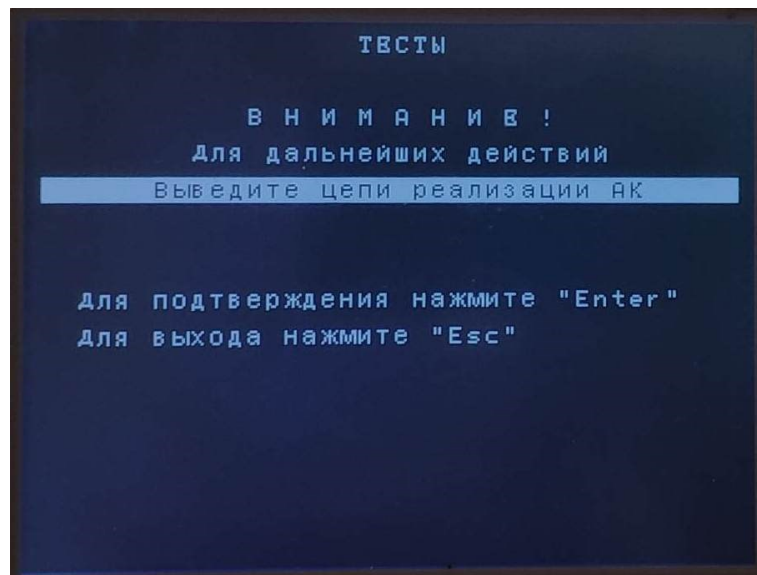 ТЕСТЫ
В Н И М А Н И Е !
Для дальнейших действий
Выведите цепи реализации АК
Для подтверждения нажмите "Enter"
Для выхода нажмите "Esc"